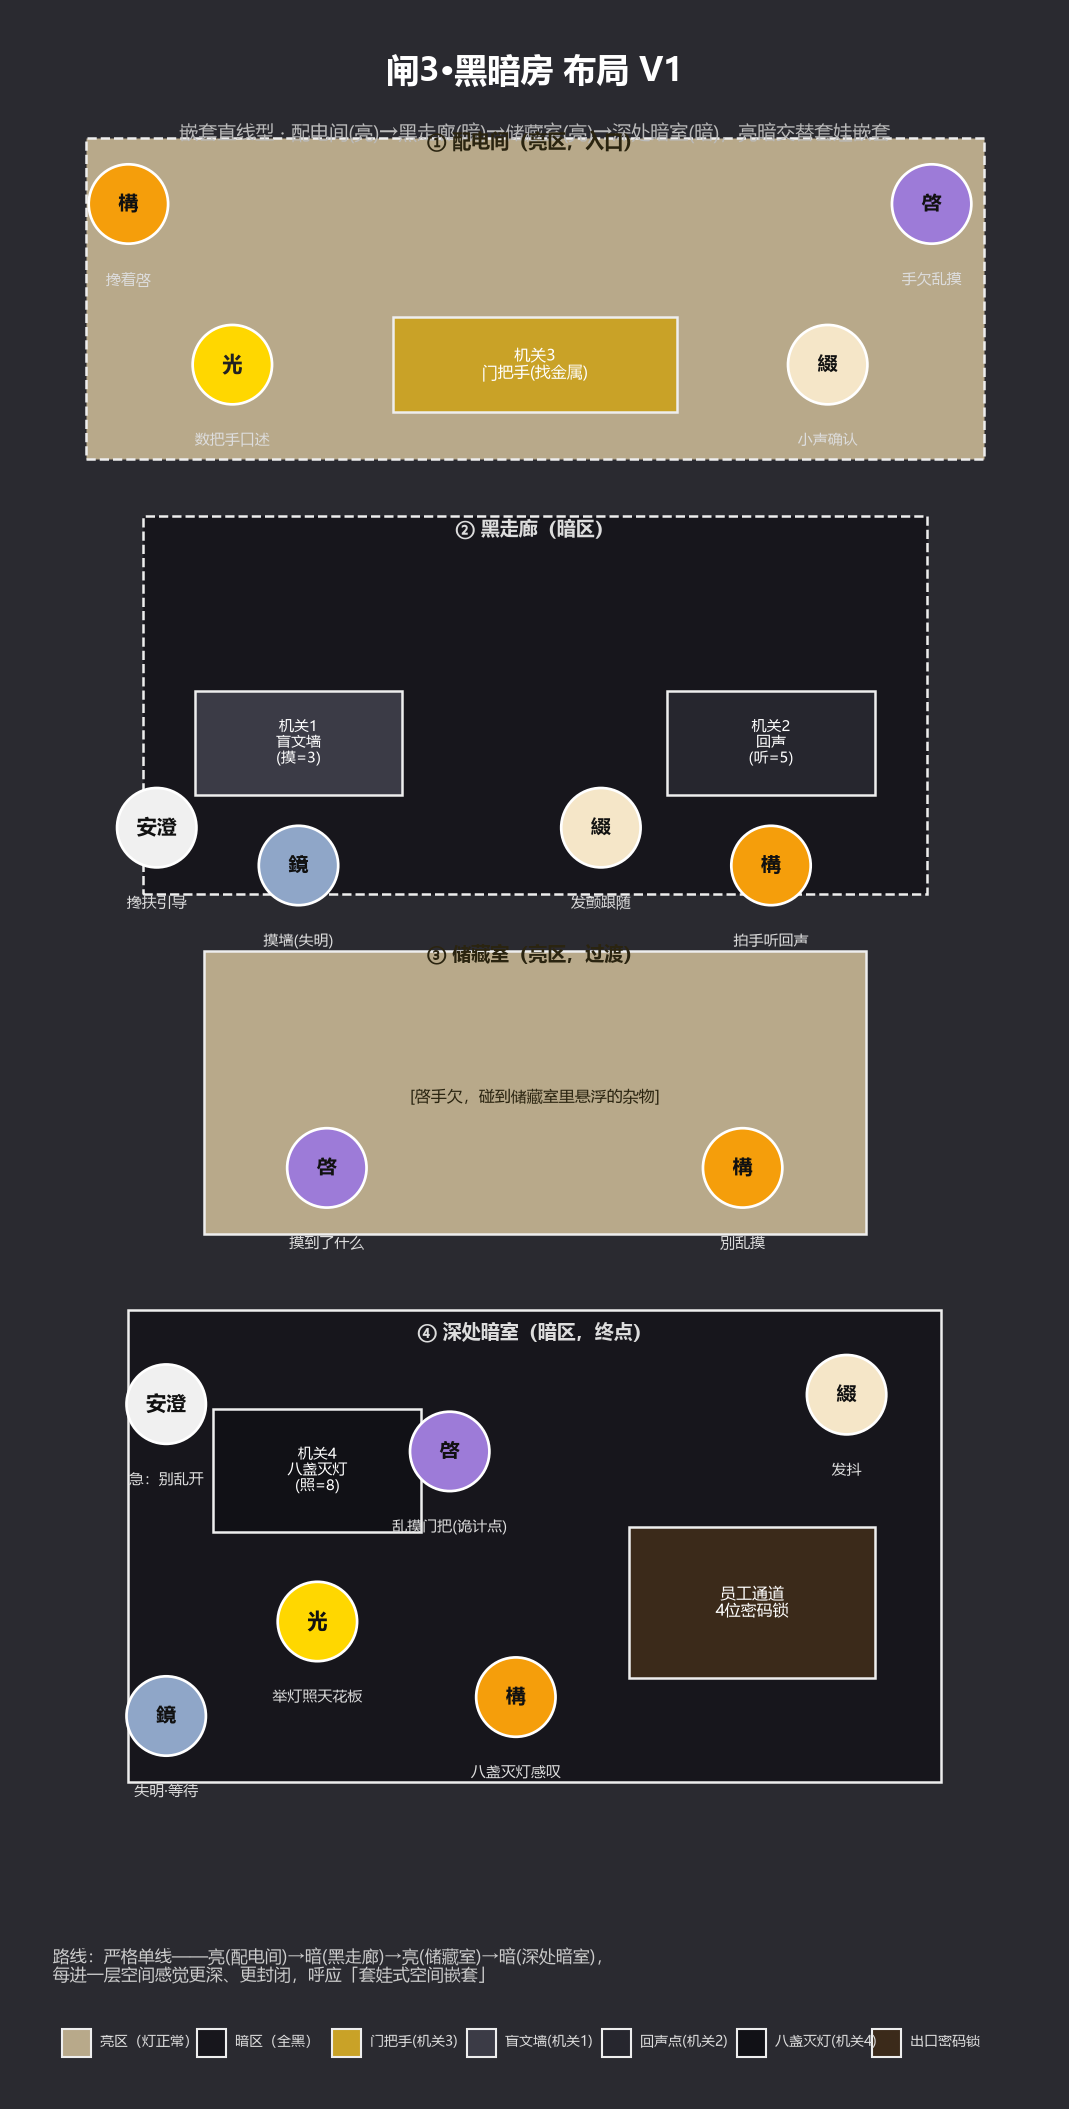 闸3·黑暗房 布局 V1
嵌套直线型 · 配电间(亮)→黑走廊(暗)→储藏室(亮)→深处暗室(暗)，亮暗交替套娃嵌套
① 配电间（亮区，入口）
構
啓
搀着啓
手欠乱摸
光
机关3
门把手(找金属)
綴
数把手口述
小声确认
② 黑走廊（暗区）
机关1
盲文墙
(摸=3)
机关2
回声
(听=5)
安澄
鏡
綴
構
搀扶引导
发颤跟随
摸墙(失明)
拍手听回声
③ 储藏室（亮区，过渡）
[啓手欠，碰到储藏室里悬浮的杂物]
啓
構
摸到了什么
别乱摸
④ 深处暗室（暗区，终点）
安澄
綴
机关4
八盏灭灯
(照=8)
啓
急：别乱开
发抖
乱摸门把(诡计点)
员工通道
4位密码锁
光
举灯照天花板
構
鏡
八盏灭灯感叹
失明·等待
路线：严格单线——亮(配电间)→暗(黑走廊)→亮(储藏室)→暗(深处暗室)，
每进一层空间感觉更深、更封闭，呼应「套娃式空间嵌套」
亮区（灯正常）
暗区（全黑）
门把手(机关3)
盲文墙(机关1)
回声点(机关2)
八盏灭灯(机关4)
出口密码锁